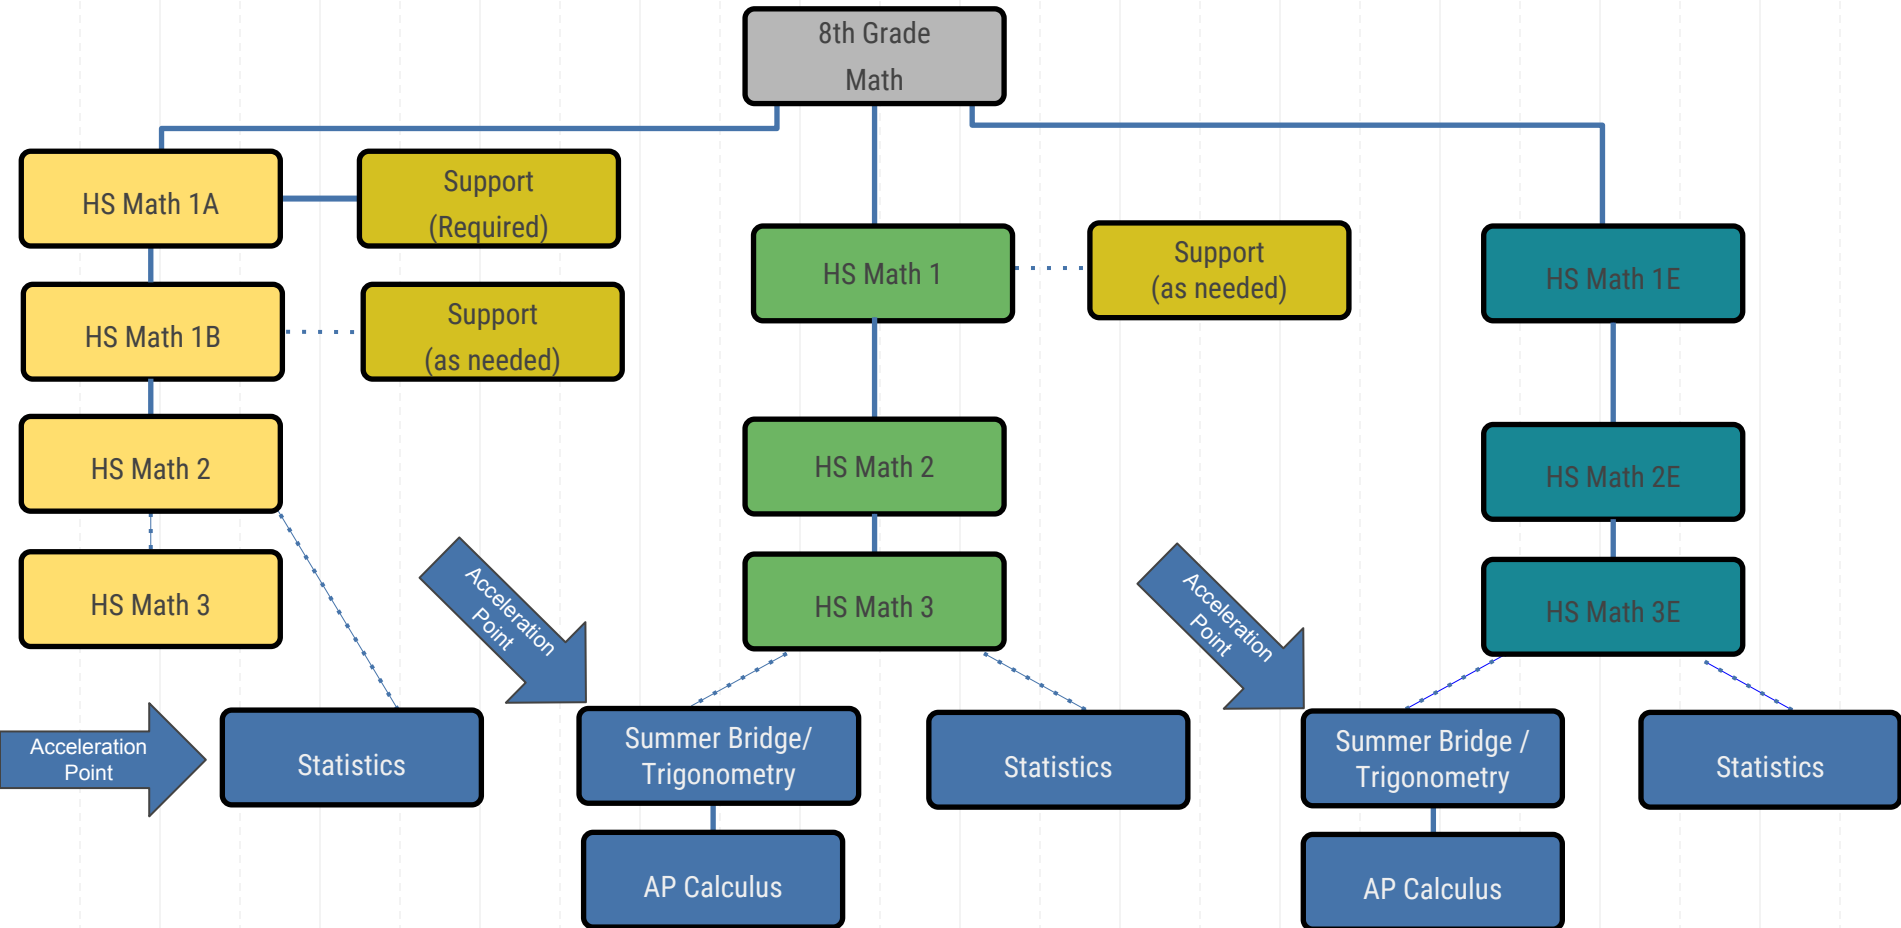 8th Grade
Math
HS Math 1A
Support
(Required)
HS Math 1B
Support
(as needed)
HS Math 2
HS Math 3
Acceleration
Point
Statistics
HS Math 1
Support
(as needed)
HS Math 2
HS Math 3
Acceleration
Point
Summer Bridge/
Trigonometry
AP Calculus
Statistics
HS Math 1E
HS Math 2E
HS Math 3E
Acceleration
Point
Summer Bridge /
Trigonometry
AP Calculus
Statistics